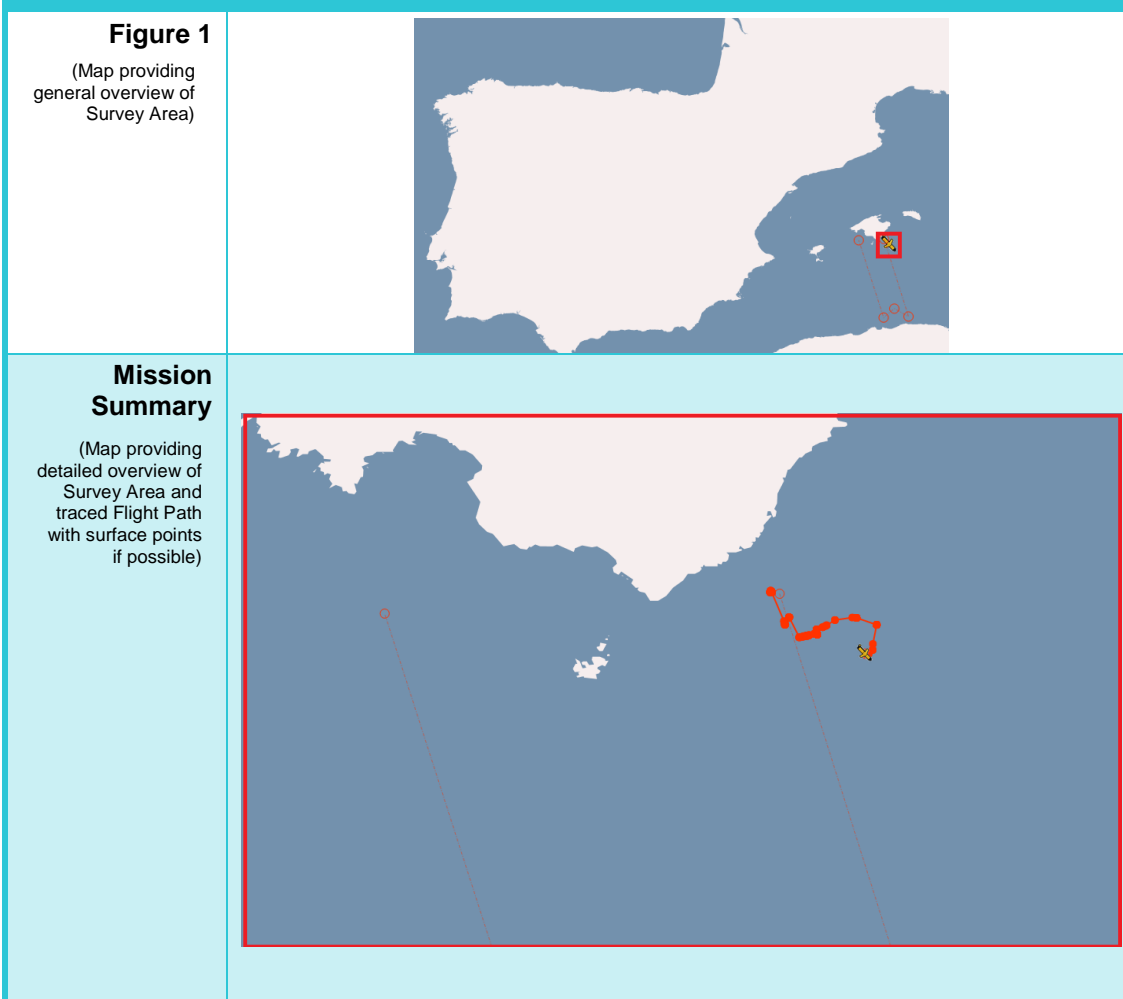 Figure 1
(Map providing
general overview of
Survey Area)
Mission
Summary
(Map providing
detailed overview of
Survey Area and
traced Flight Path
with surface points
if possible)